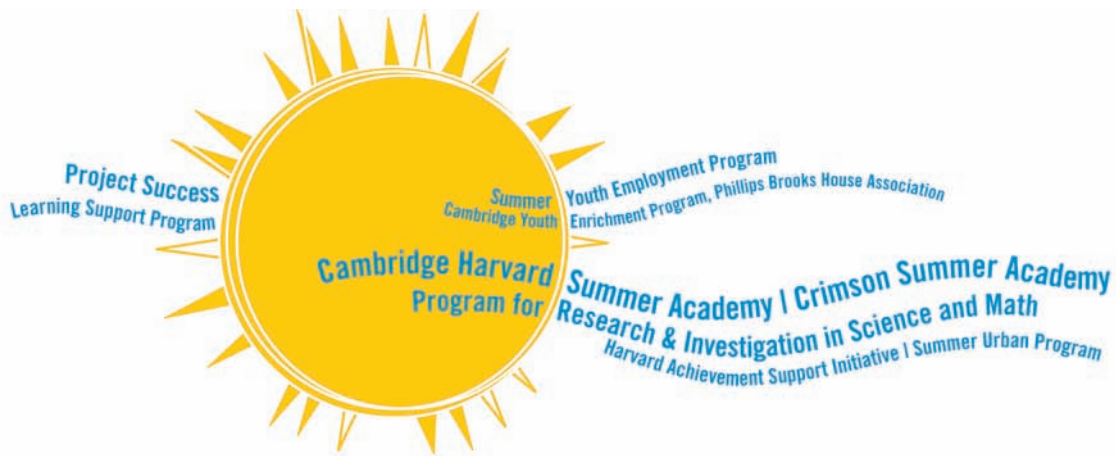 Project Success
Learning Support Program
Summer Youth Employment Program
Cambridge Youth Enrichment Program, Phillips Brooks House Association
Cambridge Harvard Summer Academy | Crimson Summer Academy
Program for Research & Investigation in Science and Math
Harvard Achievement Support Initiative | Summer Urban Program